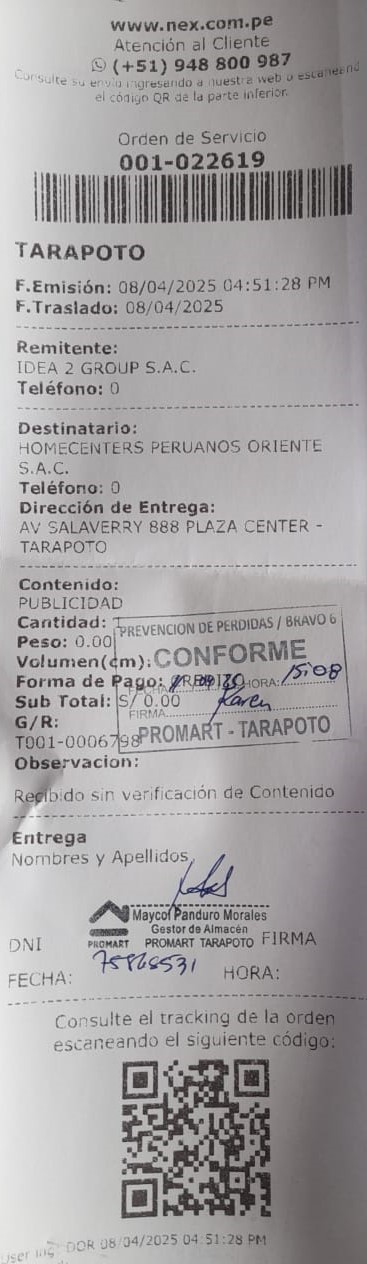 www.nex.com.pe
Atención al Cliente
(+51) 948 800 987
Consulte su envío ingresando a nuestra web o escaneand
el código QR de la parte inferior.
Orden de Servicio
001-022619
TARAPOTO
F.Emisión: 08/04/2025 04:51:28 PM
F.Traslado: 08/04/2025
Remitente:
IDEA 2 GROUP S.A.C.
Teléfono: 0
Destinatario:
HOMECENTERS PERUANOS ORIENTE
S.A.C.
Teléfono: 0
Dirección de Entrega:
AV SALAVERRY 888 PLAZA CENTER -
TARAPOTO
Contenido:
PUBLICIDAD
Cantidad:
PREVENCION DE PERDIDAS / BRAVO 6
Peso: 0.00
Volumen(cm):
CONFORME
Forma de Pago:
HORA: 15:08
Sub Total: S/ 0.00
FIRMA Karen
G/R:
T001-0006798
PROMART - TARAPOTO
Observacion:
Recibido sin verificación de Contenido
Entrega
Nombres y Apellidos
Maycol Panduro Morales
Gestor de Almacén
PROMART PROMART TARAPOTO
DNI FIRMA
FECHA: HORA:
Consulte el tracking de la orden
escaneando el siguiente código:
User Ing: DOR 08/04/2025 04:51:28 PM